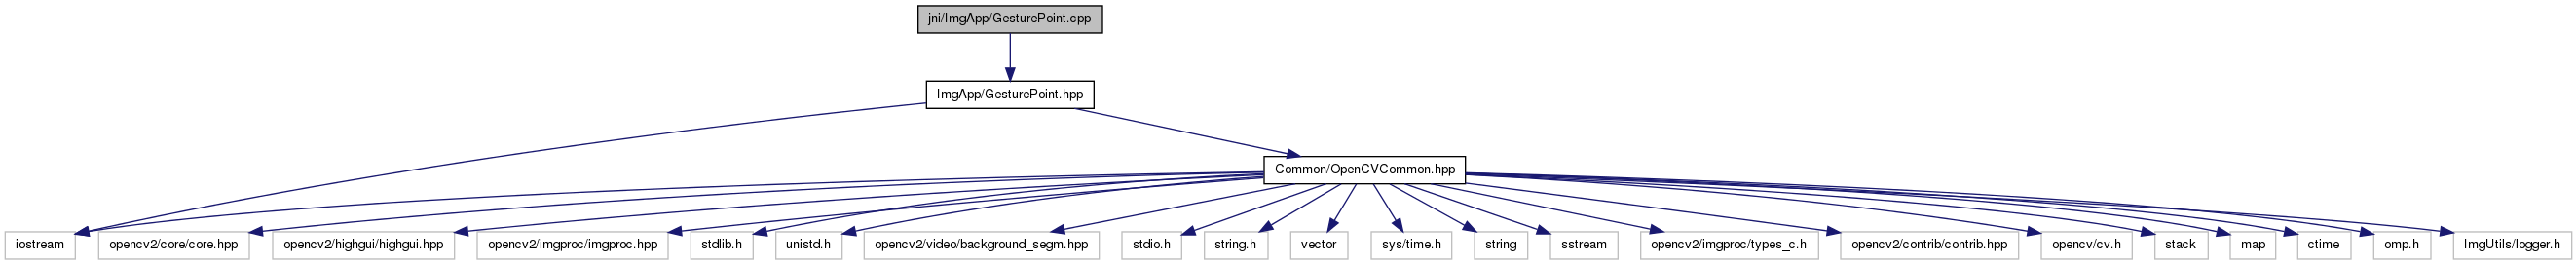 jni/ImgApp/GesturePoint.cpp
ImgApp/GesturePoint.hpp
Common/OpenCVCommon.hpp
iostream
opencv2/core/core.hpp
opencv2/highgui/highgui.hpp
opencv2/imgproc/imgproc.hpp
stdlib.h
unistd.h
opencv2/video/background_segm.hpp
stdio.h
string.h
vector
sys/time.h
string
sstream
opencv2/imgproc/types_c.h
opencv2/contrib/contrib.hpp
opencv/cv.h
stack
map
ctime
omp.h
ImgUtils/logger.h